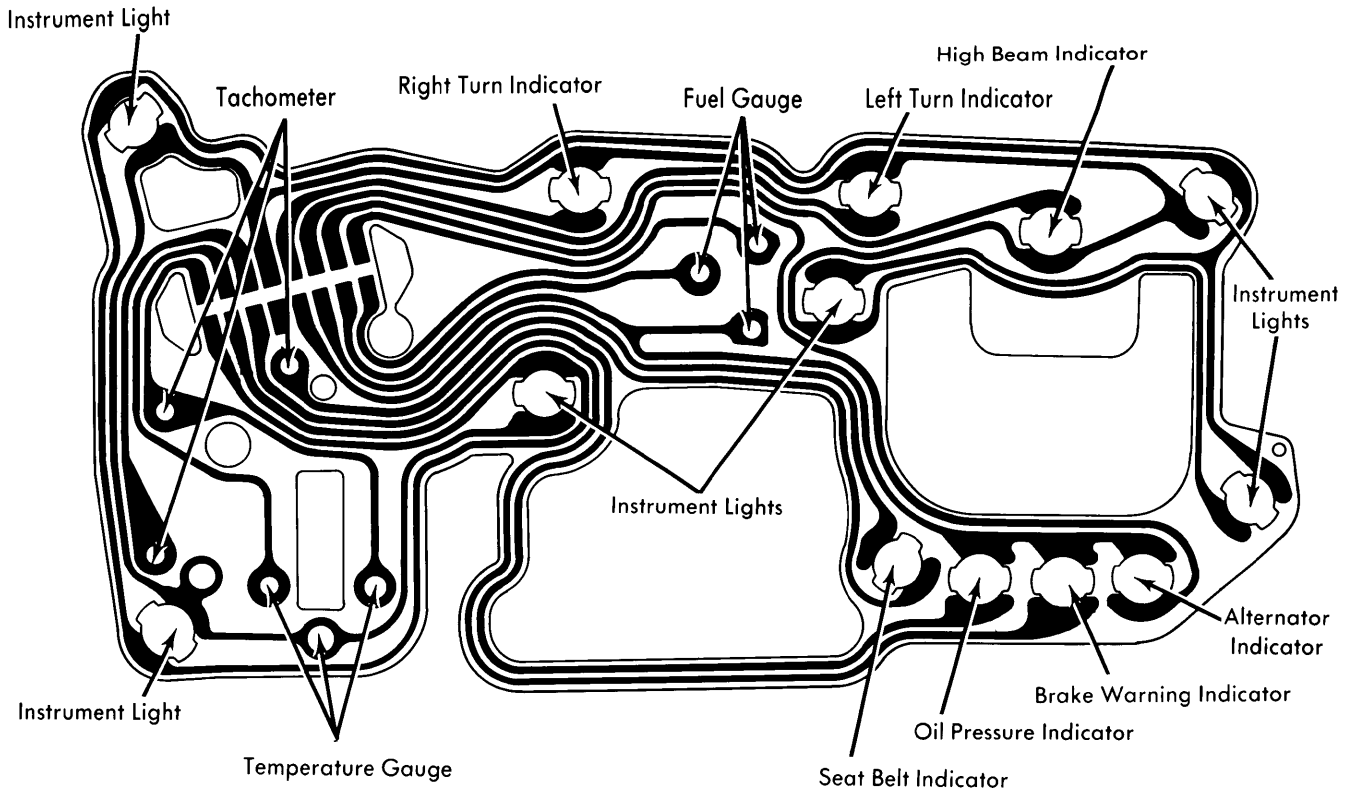 Instrument Light
High Beam Indicator
Right Turn Indicator
Tachometer
Fuel Gauge
Left Turn Indicator
Instrument
Lights
Instrument Lights
Alternator
Indicator
Brake Warning Indicator
Instrument Light
Oil Pressure Indicator
Temperature Gauge
Seat Belt Indicator